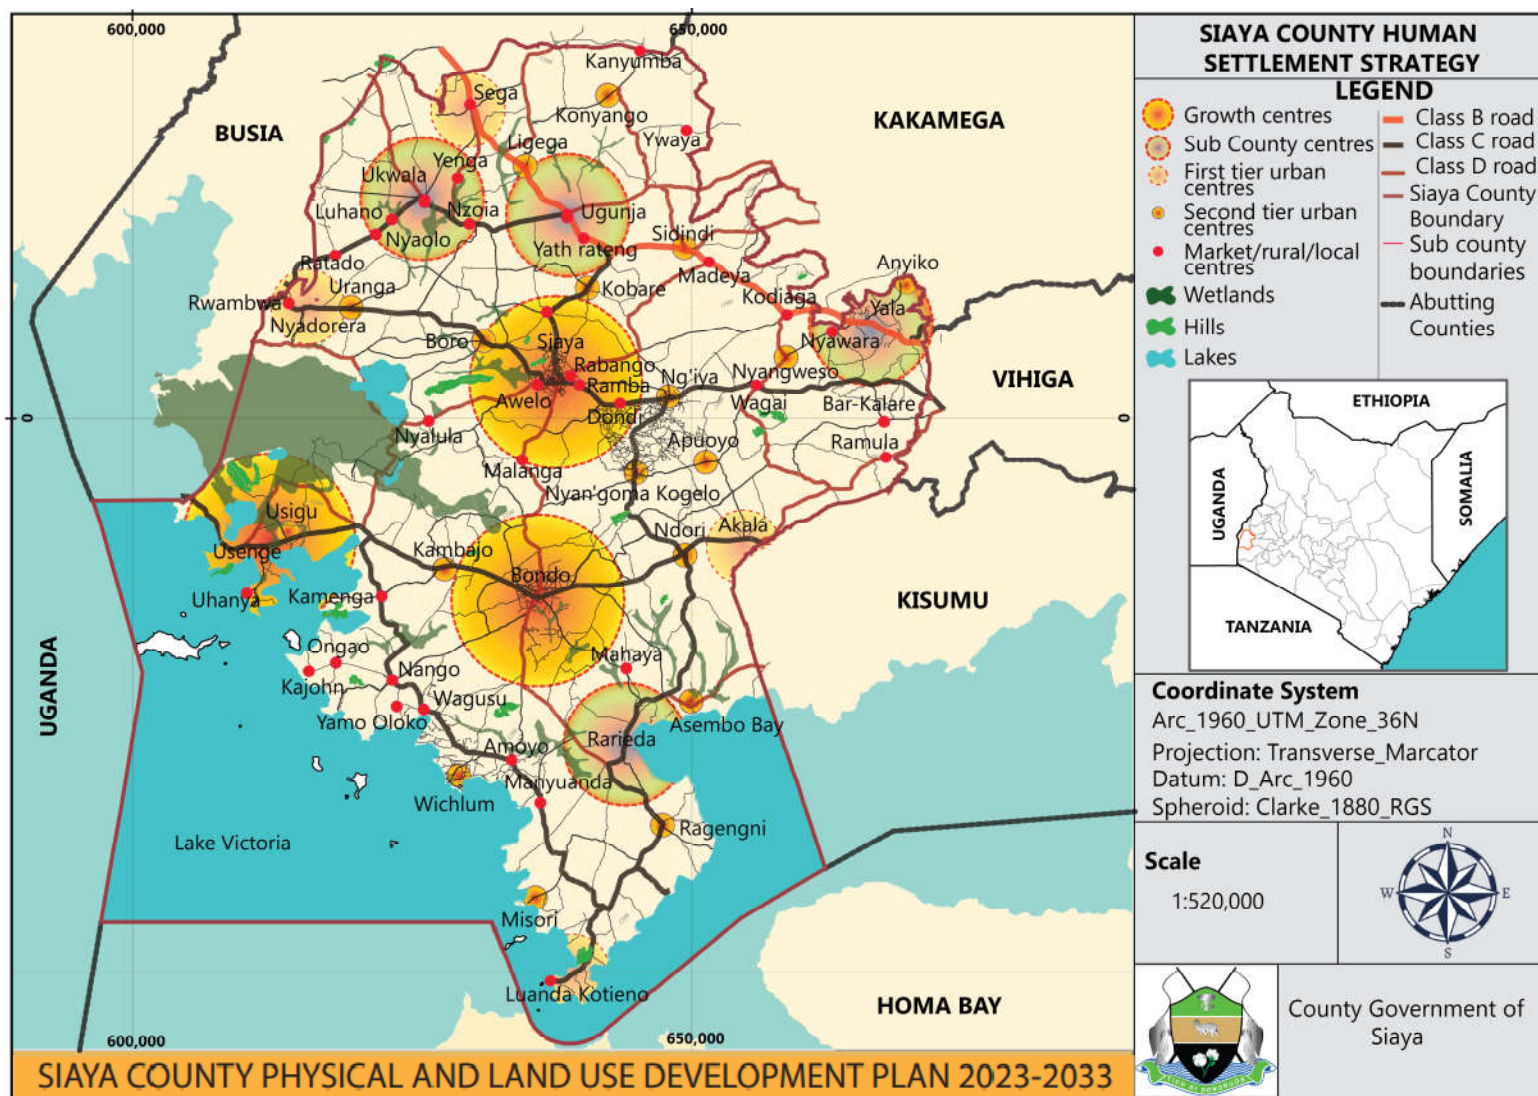 600,000
650,000
Kanyumba
Sega
Konyango
BUSIA
KAKAMEGA
Ligega
Ywaya
Yenga
Ukwala
Luhano
Nzoia
Ugunja
Nyaolo
Yath rateng
Sidindi
Ratado
Madeya
Anyiko
Uranga
Kobare
Kodiaga
Yala
Rwambwa
Nyadorera
Boro
Siaya
Nyawara
Rabango
Ng'iya
Nyangweso
VIHIGA
Awelo
Ramba
Wagai
Bar-Kalare
Dondi
0
0
Nyalula
Apuoyo
Ramula
Malanga
Nyan'goma Kogelo
Usigu
Ndori
Akala
Usenge
Kambajo
Bondo
Uhanya
Kamenga
KISUMU
Ongao
Mahaya
Nango
Kajohn
Wagusu
UGANDA
Yamo Oloko
Asembo Bay
Rarieda
Amoyo
Manyuanda
Wichlum
Ragengni
Lake Victoria
Misori
Luanda Kotieno
HOMA BAY
600,000
650,000
SIAYA COUNTY PHYSICAL AND LAND USE DEVELOPMENT PLAN 2023-2033
SIAYA COUNTY HUMAN
SETTLEMENT STRATEGY
LEGEND
Growth centres
Sub County centres
First tier urban
centres
Second tier urban
centres
Market/rural/local
centres
Wetlands
Hills
Lakes
Class B road
Class C road
Class D road
Siaya County
Boundary
Sub county
boundaries
Abutting
Counties
ETHIOPIA
UGANDA
SOMALIA
TANZANIA
Coordinate System
Arc_1960_UTM_Zone_36N
Projection: Transverse_Marcator
Datum: D_Arc_1960
Spheroid: Clarke_1880_RGS
Scale
1:520,000
N
W
E
S
County Government of
Siaya